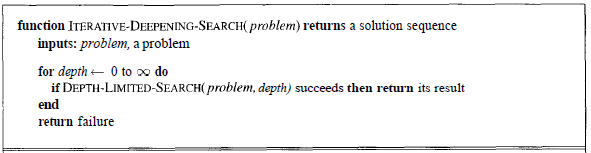 function ITERATIVE-DEEPENING-SEARCH(problem) returns a solution sequence
inputs: problem, a problem
for depth ← 0 to ∞ do
if DEPTH-LIMITED-SEARCH(problem, depth) succeeds then return its result
end
return failure